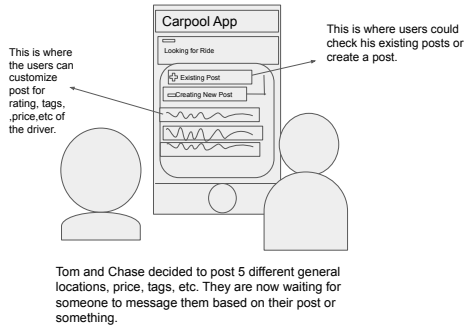 Carpool App
Looking for Ride
Existing Post
Creating New Post
This is where
the users can
customize
post for
rating, tags,
,price,etc of
the driver.
This is where users could
check his existing posts or
create a post.
Tom and Chase decided to post 5 different general
locations, price, tags, etc. They are now waiting for
someone to message them based on their post or
something.